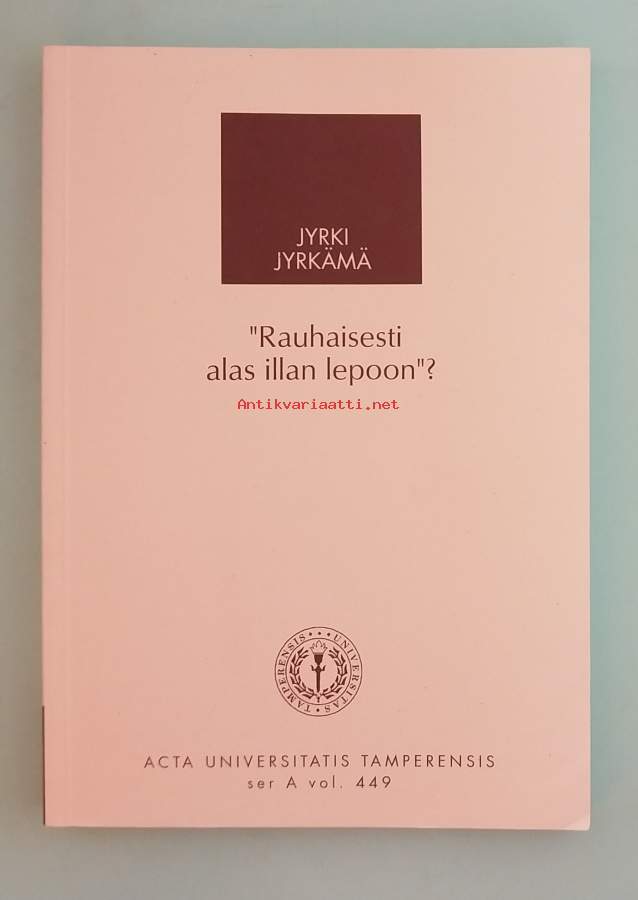 JYRKI
JYRKÄMÄ
"Rauhaisesti
alas illan lepoon"?
Antikvariaatti.net
UNIVERSITAS
TAMPERENSIS
ACTA UNIVERSITATIS TAMPERENSIS
ser A vol. 449